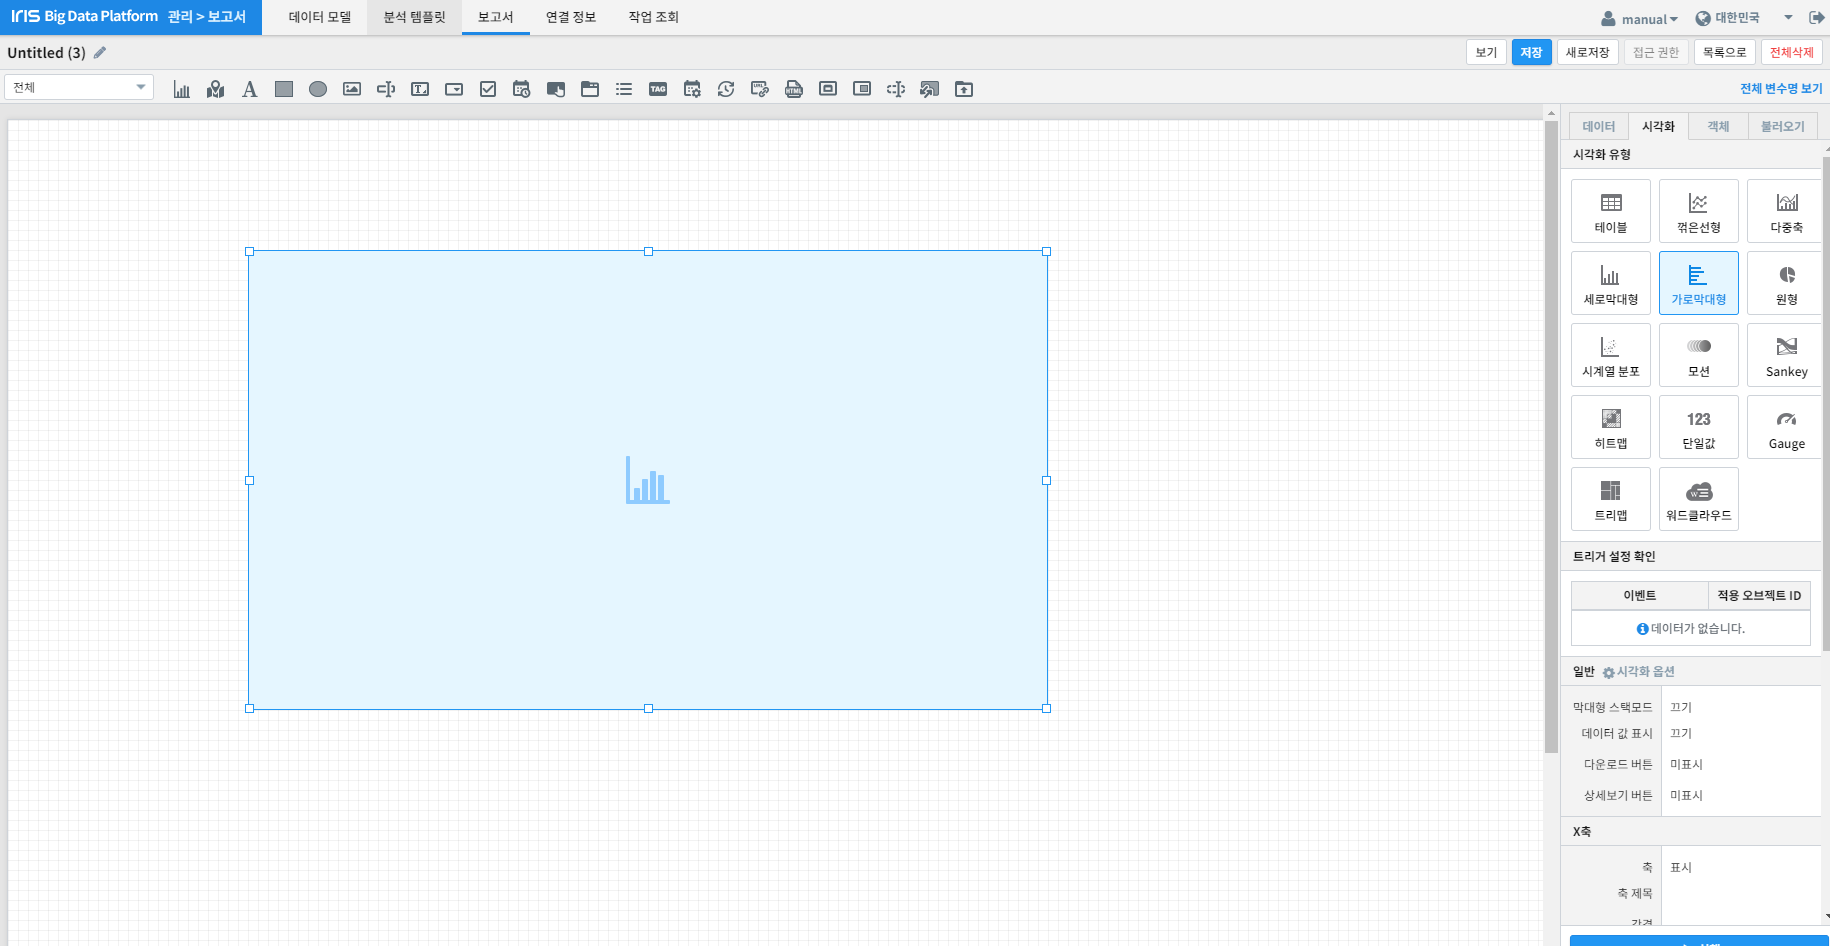 IRIS Big Data Platform 관리 > 보고서 데이터 모델 분석 템플릿 보고서 연결 정보 작업 조회 manual 대한민국
Untitled (3) 보기 저장 새로저장 접근 권한 목록으로 전체삭제
전체 A T TAG URL HTML 전체 변수명 보기
데이터 시각화 객체 불러오기
시각화 유형
테이블 꺾은선형 다중축
세로막대형 가로막대형 원형
시계열 분포 모션 Sankey
123
히트맵 단일값 Gauge
W
트리맵 워드클라우드
트리거 설정 확인
이벤트 적용 오브젝트 ID
데이터가 없습니다.
일반 시각화 옵션
막대형 스택모드 끄기
데이터 값 표시 끄기
다운로드 버튼 미표시
상세보기 버튼 미표시
X축
축 표시
축 제목